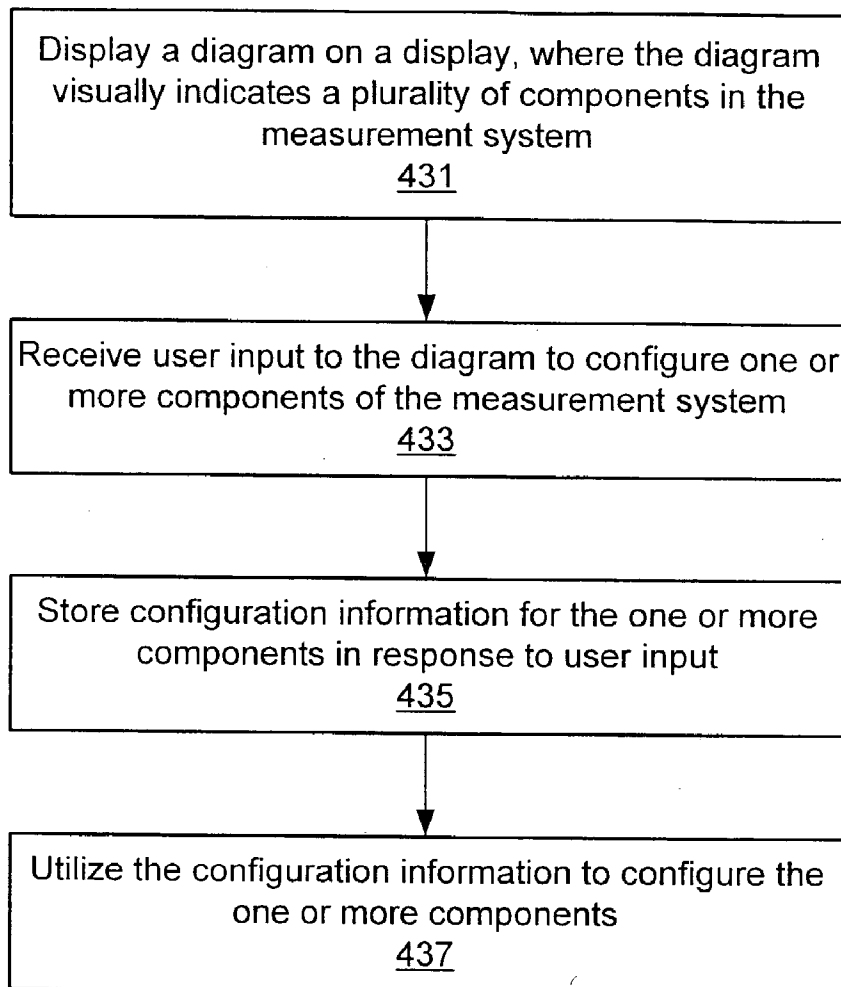 Display a diagram on a display, where the diagram
visually indicates a plurality of components in the
measurement system
431
Receive user input to the diagram to configure one or
more components of the measurement system
433
Store configuration information for the one or more
components in response to user input
435
Utilize the configuration information to configure the
one or more components
437